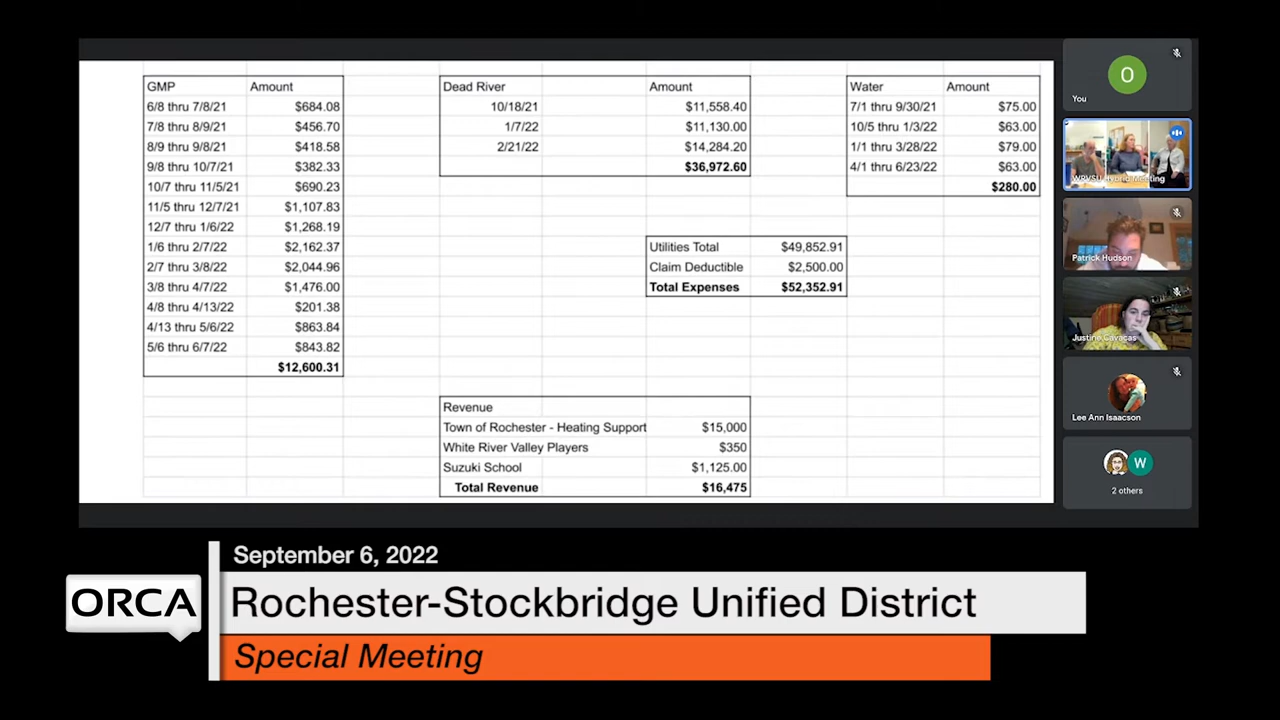 GMP Amount
6/8 thru 7/8/21 $684.08
7/8 thru 8/9/21 $456.70
8/9 thru 9/8/21 $418.58
9/8 thru 10/7/21 $382.33
10/7 thru 11/5/21 $690.23
11/5 thru 12/7/21 $1,107.83
12/7 thru 1/6/22 $1,268.19
1/6 thru 2/7/22 $2,162.37
2/7 thru 3/8/22 $2,044.96
3/8 thru 4/7/22 $1,476.00
4/8 thru 4/13/22 $201.38
4/13 thru 5/6/22 $863.84
5/6 thru 6/7/22 $843.82
$12,600.31
Dead River Amount
10/18/21 $11,558.40
1/7/22 $11,130.00
2/21/22 $14,284.20
$36,972.60
Water Amount
7/1 thru 9/30/21 $75.00
10/5 thru 1/3/22 $63.00
1/1 thru 3/28/22 $79.00
4/1 thru 6/23/22 $63.00
$280.00
Utilities Total $49,852.91
Claim Deductible $2,500.00
Total Expenses $52,352.91
Revenue
Town of Rochester - Heating Support $15,000
White River Valley Players $350
Suzuki School $1,125.00
Total Revenue $16,475
O
You
WRVSU Hybrid Meeting
Patrick Hudson
Justine Cavacas
Lee Ann Isaacson
W
2 others
September 6, 2022
ORCA
Rochester-Stockbridge Unified District
Special Meeting